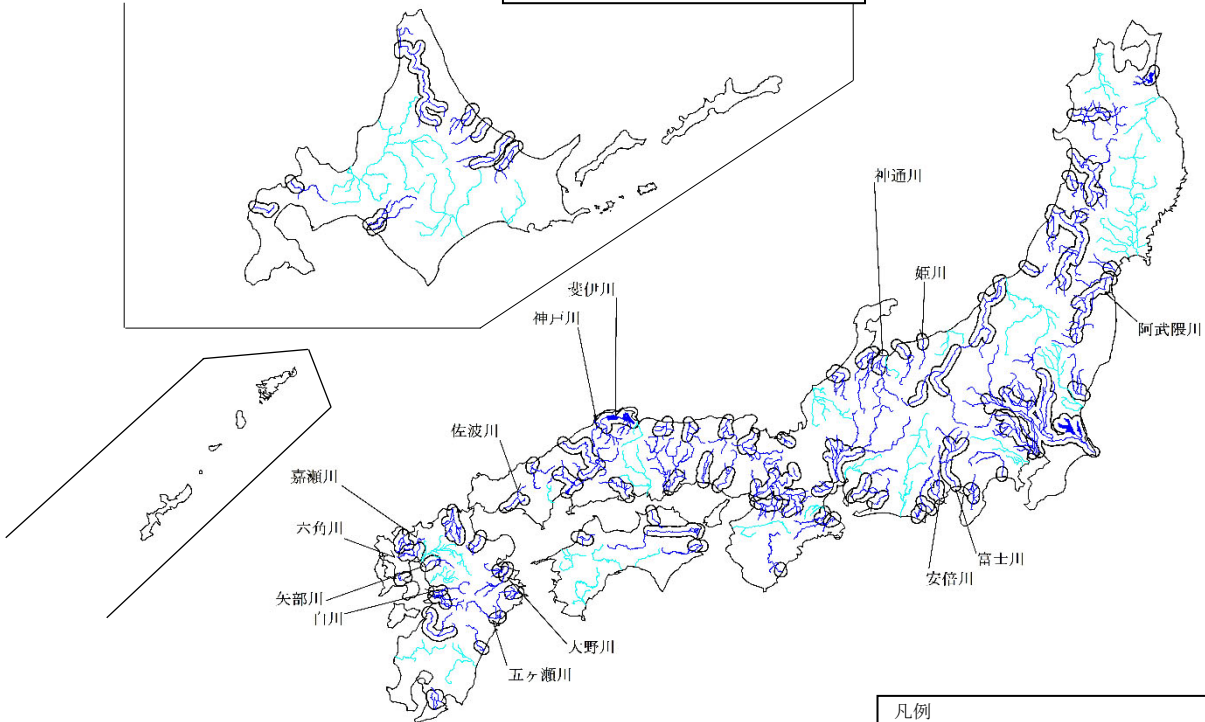 神通川
姫川
斐伊川
神戸川
阿武隈川
佐波川
嘉瀬川
六角川
矢部川
白川
大野川
五ヶ瀬川
安倍川
富士川
凡例